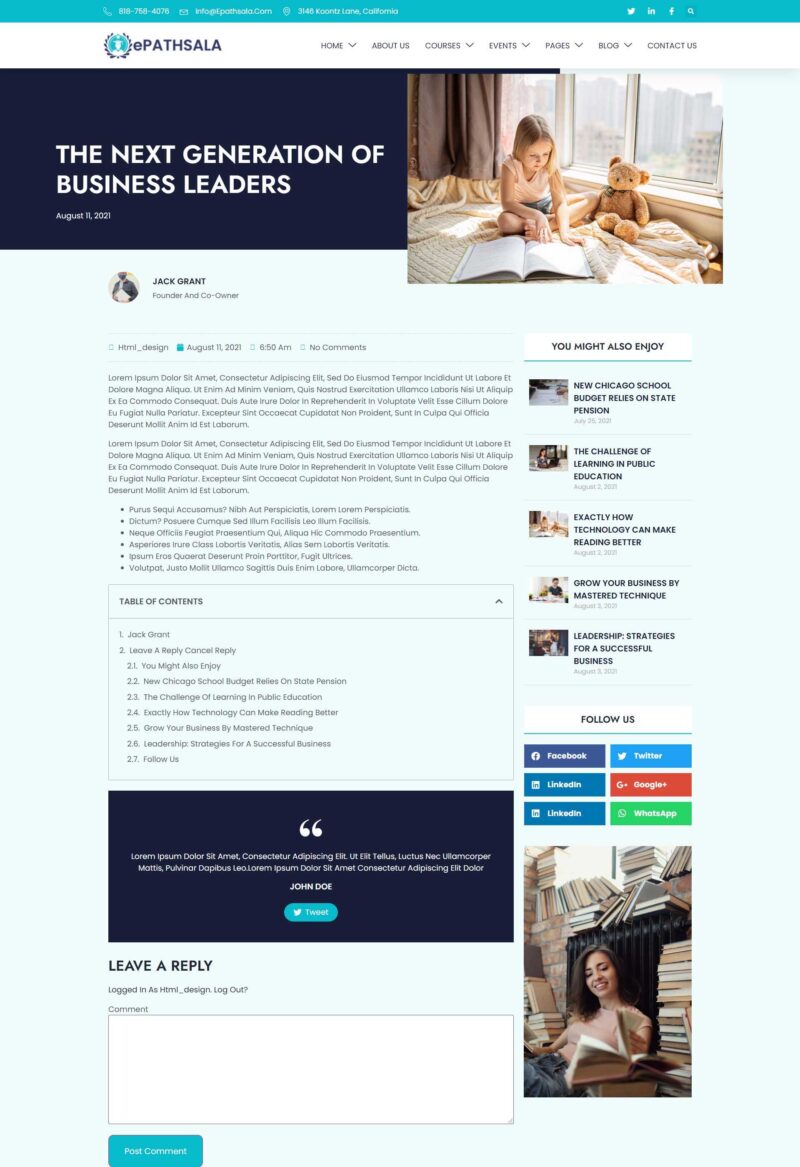 818-758-4076 Info@Epathsala.Com 3146 Koontz Lane, California
ePATHSALA
HOME ABOUT US COURSES EVENTS PAGES BLOG CONTACT US
THE NEXT GENERATION OF
BUSINESS LEADERS
August 11, 2021
JACK GRANT
Founder And Co-Owner
Html_design August 11, 2021 6:50 Am No Comments
Lorem Ipsum Dolor Sit Amet, Consectetur Adipiscing Elit, Sed Do Eiusmod Tempor Incididunt Ut Labore Et
Dolore Magna Aliqua. Ut Enim Ad Minim Veniam, Quis Nostrud Exercitation Ullamco Laboris Nisi Ut Aliquip
Ex Ea Commodo Consequat. Duis Aute Irure Dolor In Reprehenderit In Voluptate Velit Esse Cillum Dolore
Eu Fugiat Nulla Pariatur. Excepteur Sint Occaecat Cupidatat Non Proident, Sunt In Culpa Qui Officia
Deserunt Mollit Anim Id Est Laborum.
Lorem Ipsum Dolor Sit Amet, Consectetur Adipiscing Elit, Sed Do Eiusmod Tempor Incididunt Ut Labore Et
Dolore Magna Aliqua. Ut Enim Ad Minim Veniam, Quis Nostrud Exercitation Ullamco Laboris Nisi Ut Aliquip
Ex Ea Commodo Consequat. Duis Aute Irure Dolor In Reprehenderit In Voluptate Velit Esse Cillum Dolore
Eu Fugiat Nulla Pariatur. Excepteur Sint Occaecat Cupidatat Non Proident, Sunt In Culpa Qui Officia
Deserunt Mollit Anim Id Est Laborum.
Purus Sequi Accusamus? Nibh Aut Perspiciatis, Lorem Lorem Perspiciatis.
Dictum? Posuere Cumque Sed Illum Facilisis Leo Illum Facilisis.
Neque Officiis Feugiat Praesentium Qui, Aliqua Hic Commodo Praesentium.
Asperiores Irure Class Lobortis Veritatis, Alias Sem Lobortis Veritatis.
Ipsum Eros Quaerat Deserunt Proin Porttitor, Fugit Ultrices.
Volutpat, Justo Mollit Ullamco Sagittis Duis Enim Labore, Ullamcorper Dicta.
TABLE OF CONTENTS
1. Jack Grant
2. Leave A Reply Cancel Reply
2.1. You Might Also Enjoy
2.2. New Chicago School Budget Relies On State Pension
2.3. The Challenge Of Learning In Public Education
2.4. Exactly How Technology Can Make Reading Better
2.5. Grow Your Business By Mastered Technique
2.6. Leadership: Strategies For A Successful Business
2.7. Follow Us
Lorem Ipsum Dolor Sit Amet, Consectetur Adipiscing Elit. Ut Elit Tellus, Luctus Nec Ullamcorper
Mattis, Pulvinar Dapibus Leo.Lorem Ipsum Dolor Sit Amet Consectetur Adipiscing Elit Dolor
JOHN DOE
Tweet
LEAVE A REPLY
Logged In As Html_design. Log Out?
Comment
Post Comment
YOU MIGHT ALSO ENJOY
NEW CHICAGO SCHOOL
BUDGET RELIES ON STATE
PENSION
July 25, 2021
THE CHALLENGE OF
LEARNING IN PUBLIC
EDUCATION
August 2, 2021
EXACTLY HOW
TECHNOLOGY CAN MAKE
READING BETTER
August 2, 2021
GROW YOUR BUSINESS BY
MASTERED TECHNIQUE
August 3, 2021
LEADERSHIP: STRATEGIES
FOR A SUCCESSFUL
BUSINESS
August 3, 2021
FOLLOW US
Facebook Twitter
LinkedIn Google+
LinkedIn WhatsApp